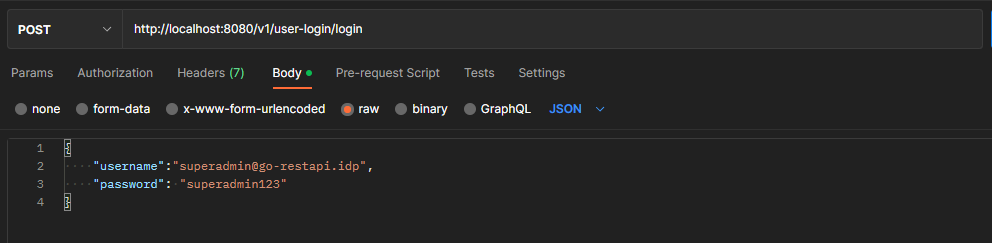 POST http://localhost:8080/v1/user-login/login
Params Authorization Headers (7) Body Pre-request Script Tests Settings
none form-data x-www-form-urlencoded raw binary GraphQL JSON
1 {
2 "username":"superadmin@go-restapi.idp",
3 "password": "superadmin123"
4 }